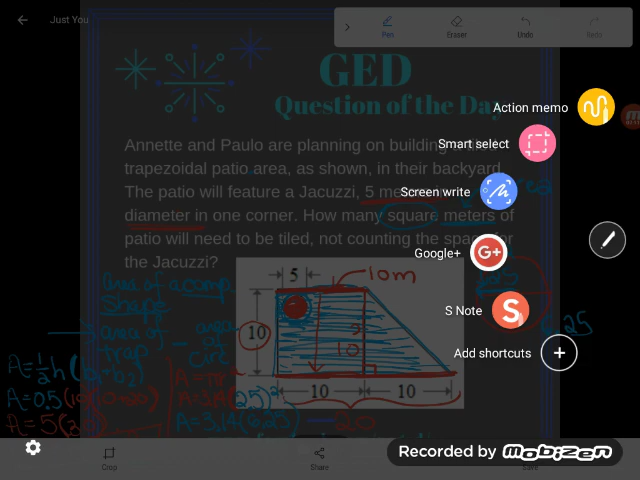 Just You
Pen
Eraser
Undo
Redo
GED
Question of the Day
Action memo
Annette and Paulo are planning on building a tiled
Smart select
trapezoidal patio area, as shown, in their backyard.
The patio will feature a Jacuzzi, 5 meters
Screen write
diameter in one corner. How many square meters of
patio will need to be tiled, not counting the space for
Google+
G+
the Jacuzzi?
5
10m
area of a comp.
Shape
S Note
area of trap
- area of circ
10
10
6.25
Add shortcuts
A=½h(b₁+b₂)
A=0.5(10)
(2.5)²
10
10
A=3.14(6.25)
20
A=5(
Crop
Share
Save
Recorded by mobizen